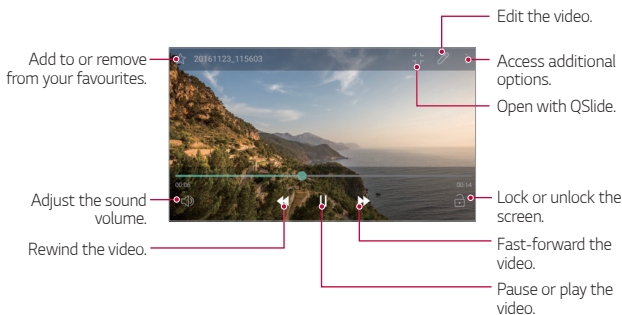 Edit the video.
Add to or remove
from your favourites.
20161123_115603
Access additional
options.
Open with QSlide.
00:06
00:14
Adjust the sound
volume.
Lock or unlock the
screen.
Rewind the video.
Fast-forward the
video.
Pause or play the
video.